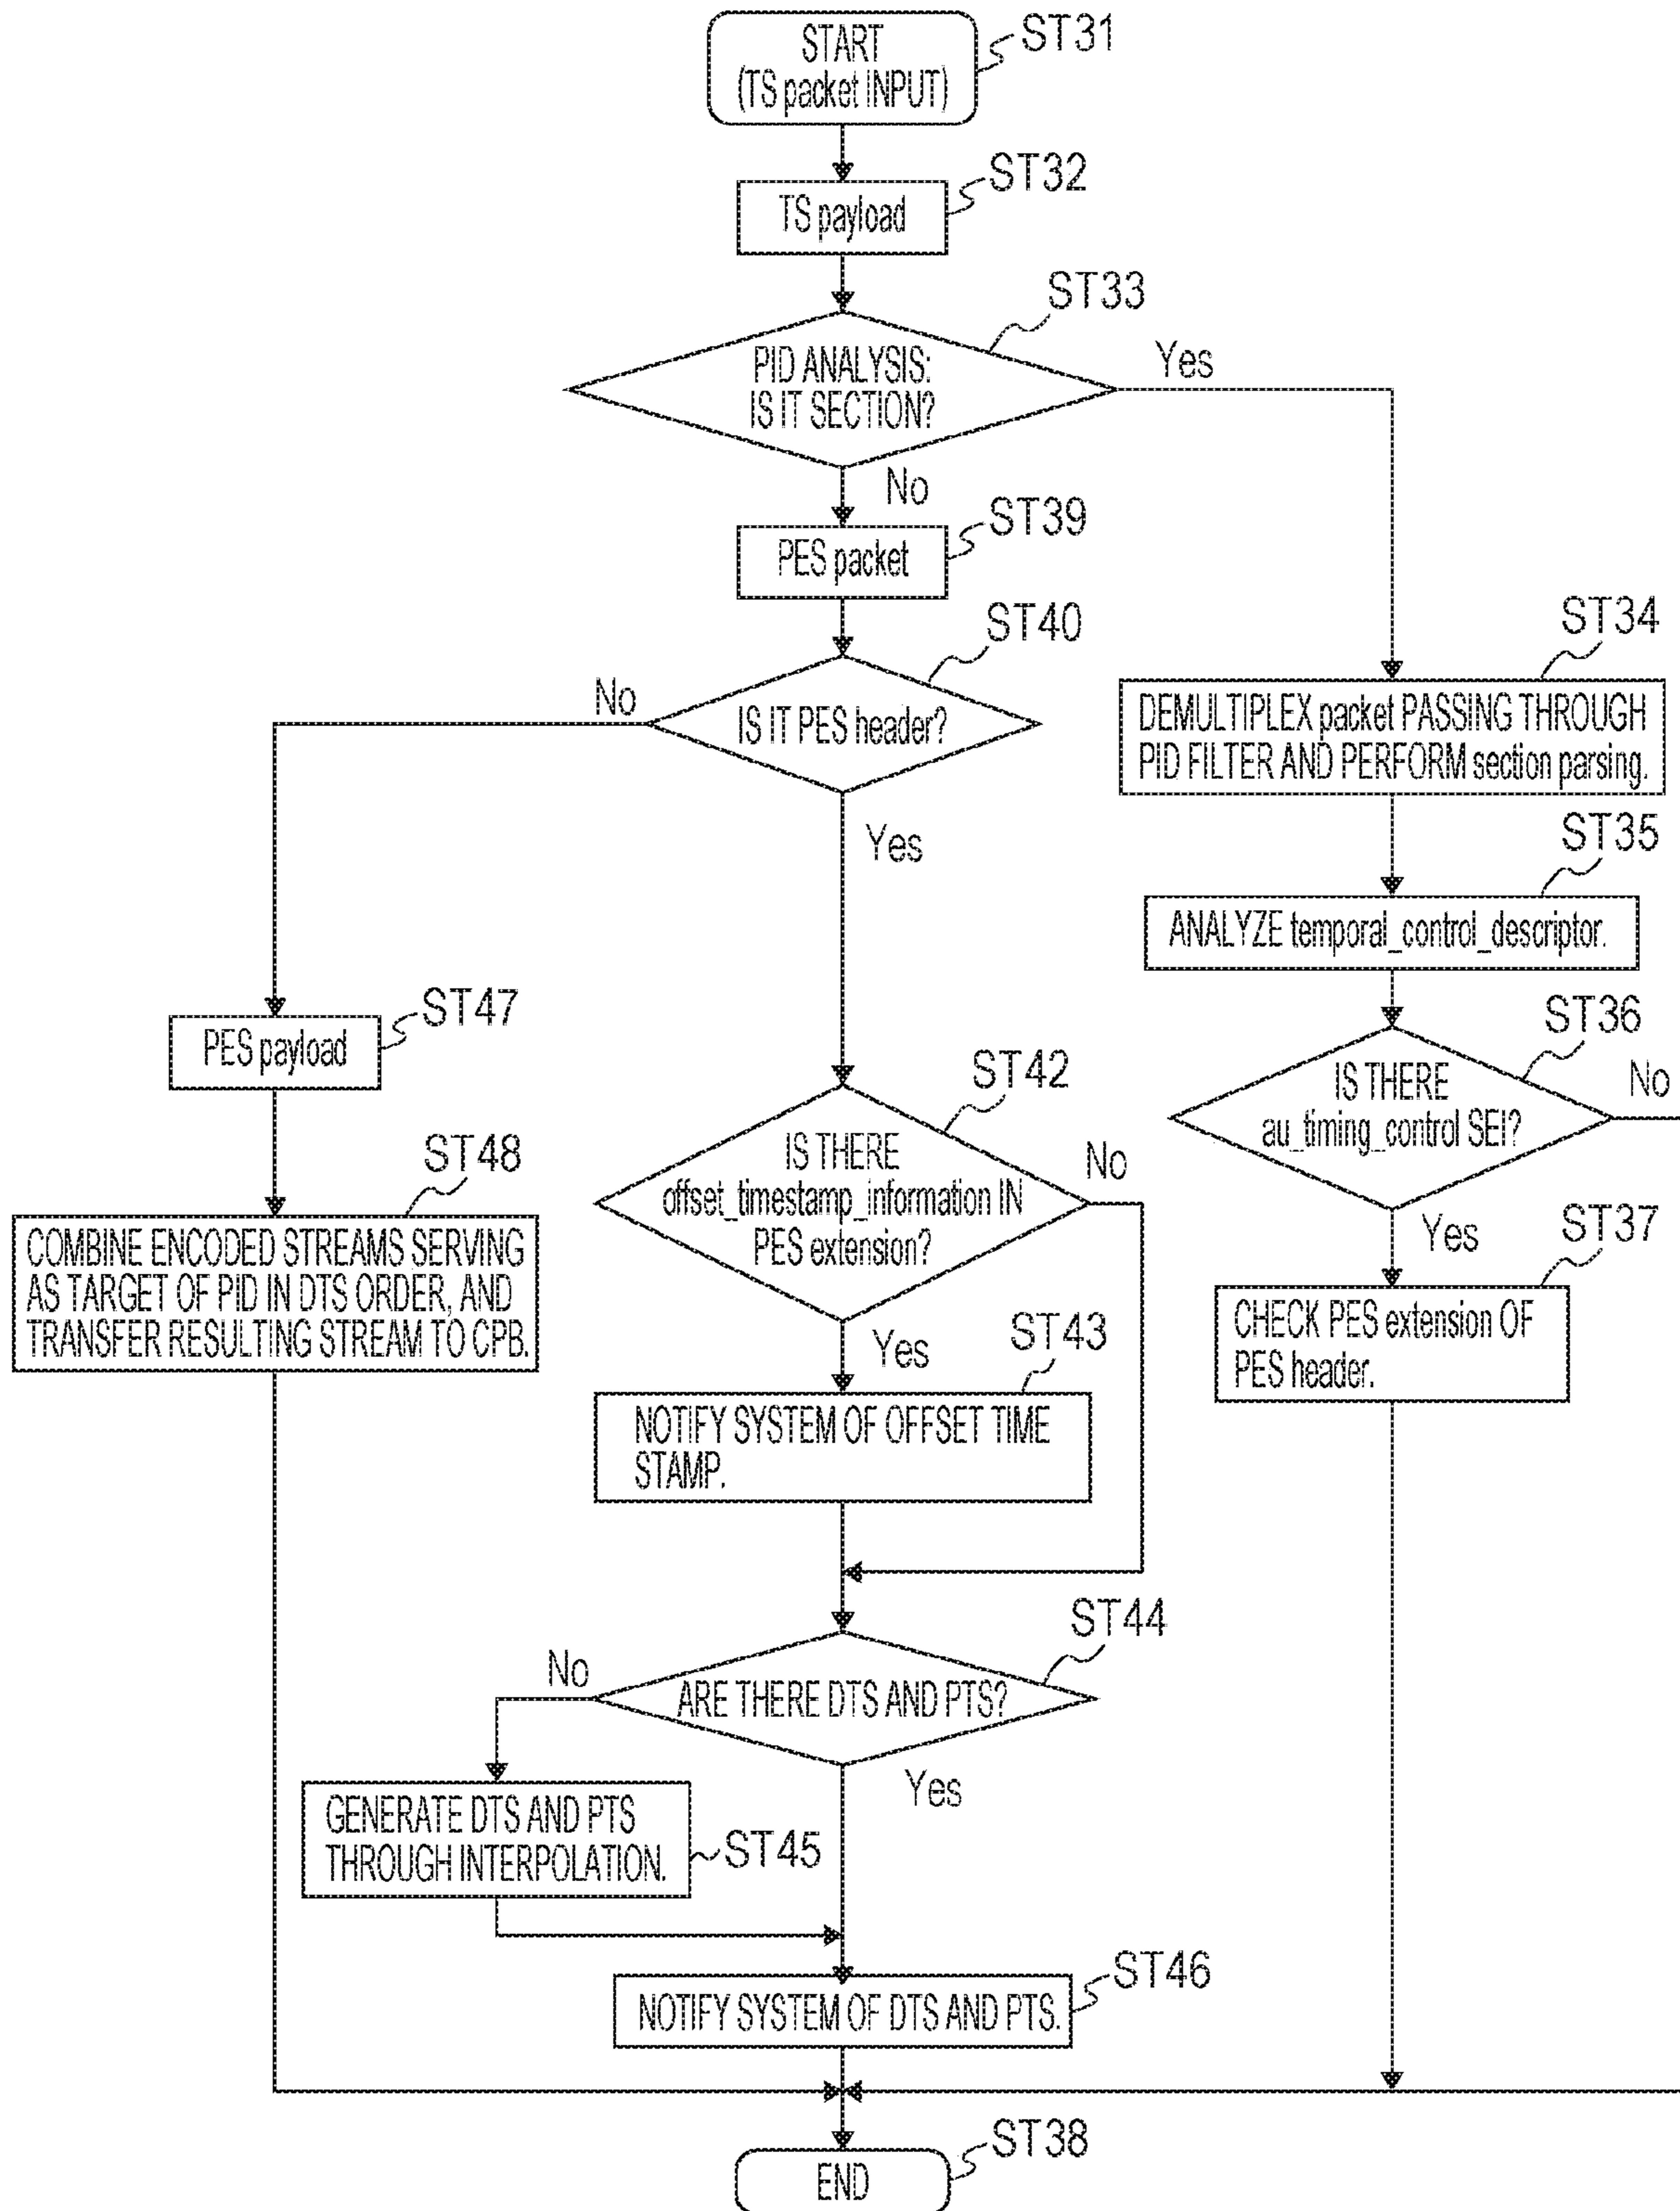 START
(TS packet INPUT)
ST31
TS payload
ST32
PID ANALYSIS:
IS IT SECTION?
ST33
Yes
No
PES packet
ST39
IS IT PES header?
ST40
No
Yes
DEMULTIPLEX packet PASSING THROUGH
PID FILTER AND PERFORM section parsing.
ST34
ANALYZE temporal_control_descriptor.
ST35
IS THERE
au_timing_control SEI?
ST36
No
Yes
CHECK PES extension OF
PES header.
ST37
PES payload
ST47
COMBINE ENCODED STREAMS SERVING
AS TARGET OF PID IN DTS ORDER, AND
TRANSFER RESULTING STREAM TO CPB.
ST48
IS THERE
offset_timestamp_information IN
PES extension?
ST42
No
Yes
NOTIFY SYSTEM OF OFFSET TIME
STAMP.
ST43
ARE THERE DTS AND PTS?
ST44
No
Yes
GENERATE DTS AND PTS
THROUGH INTERPOLATION.
ST45
NOTIFY SYSTEM OF DTS AND PTS.
ST46
END
ST38